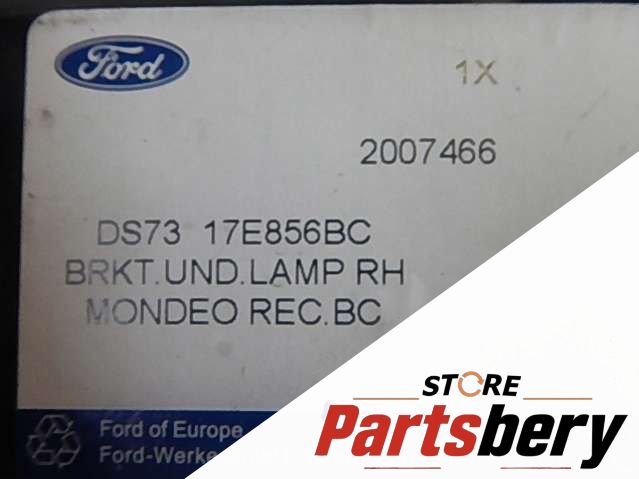 Ford
1X
2007466
DS73 17E856BC
BRKT.UND.LAMP RH
MONDEO REC.BC
Ford of Europe
Ford-Werke
STORE
Partsbery